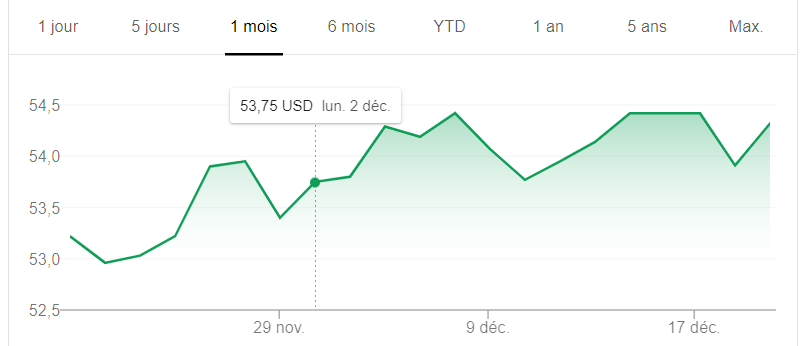 1 jour 5 jours 1 mois 6 mois YTD 1 an 5 ans Max.
53,75 USD lun. 2 déc.
54,5
54,0
53,5
53,0
52,5
29 nov. 9 déc. 17 déc.